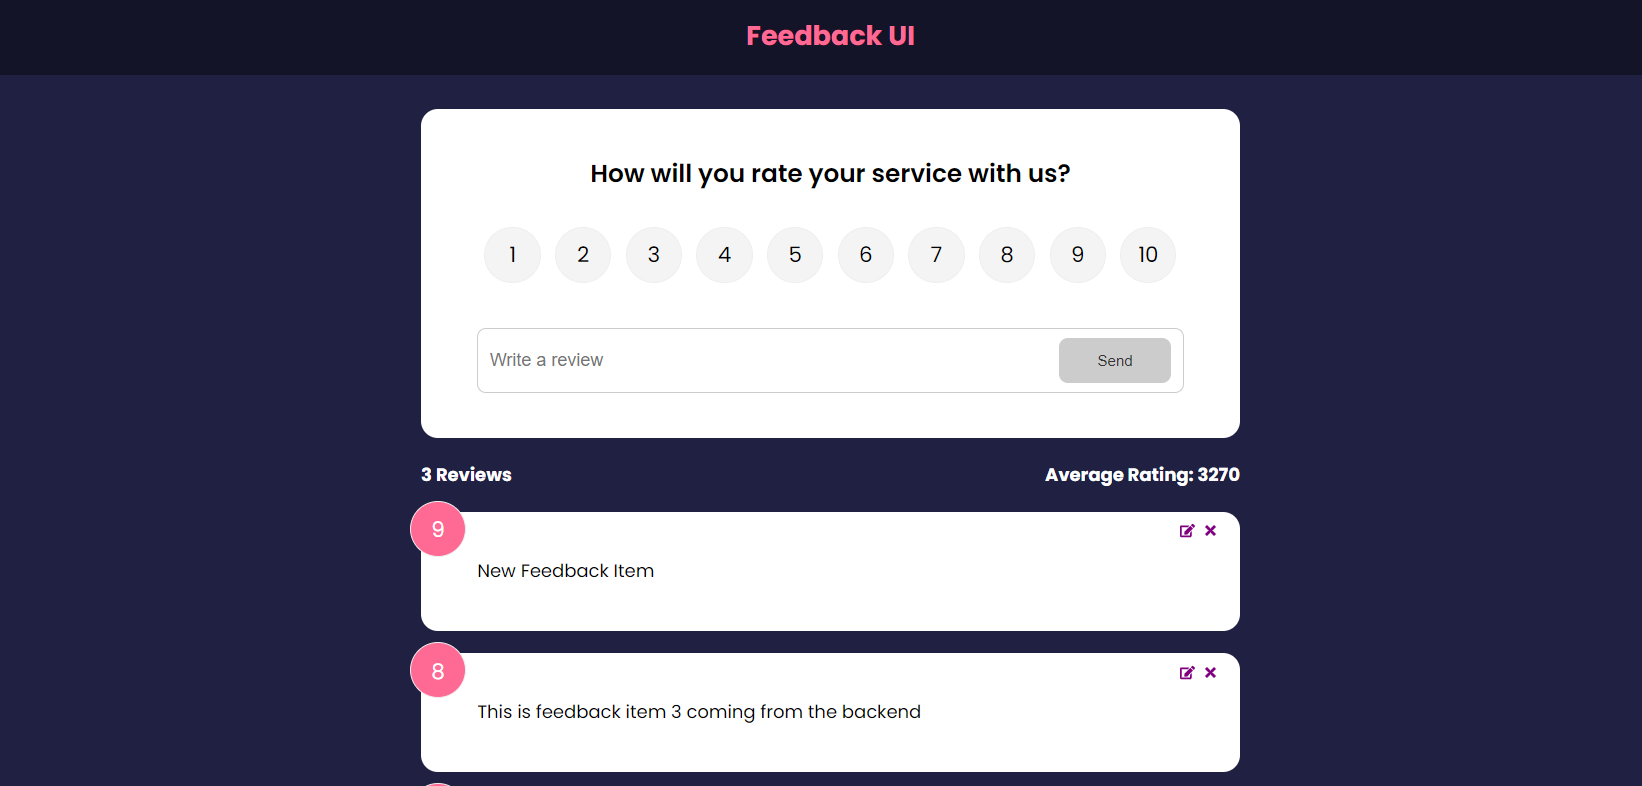 Feedback UI
How will you rate your service with us?
1 2 3 4 5 6 7 8 9 10
Write a review Send
3 Reviews Average Rating: 3270
9
New Feedback Item
8
This is feedback item 3 coming from the backend